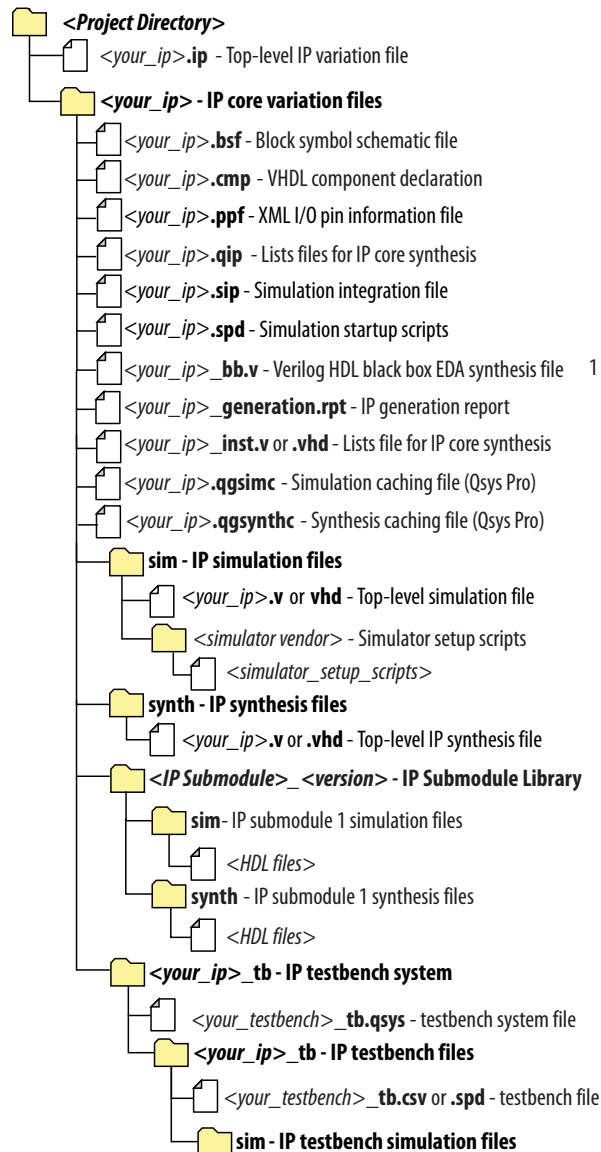 <Project Directory>
<your_ip>.ip - Top-level IP variation file
<your_ip> - IP core variation files
<your_ip>.bsf - Block symbol schematic file
<your_ip>.cmp - VHDL component declaration
<your_ip>.ppf - XML I/O pin information file
<your_ip>.qip - Lists files for IP core synthesis
<your_ip>.sip - Simulation integration file
<your_ip>.spd - Simulation startup scripts
<your_ip>_bb.v - Verilog HDL black box EDA synthesis file 1
<your_ip>_generation.rpt - IP generation report
<your_ip>_inst.v or .vhd - Lists file for IP core synthesis
<your_ip>.qgsimc - Simulation caching file (Qsys Pro)
<your_ip>.qgsynthc - Synthesis caching file (Qsys Pro)
sim - IP simulation files
<your_ip>.v or vhd - Top-level simulation file
<simulator vendor> - Simulator setup scripts
<simulator_setup_scripts>
synth - IP synthesis files
<your_ip>.v or .vhd - Top-level IP synthesis file
<IP Submodule>_<version> - IP Submodule Library
sim- IP submodule 1 simulation files
<HDL files>
synth - IP submodule 1 synthesis files
<HDL files>
<your_ip>_tb - IP testbench system
<your_testbench>_tb.qsys - testbench system file
<your_ip>_tb - IP testbench files
<your_testbench>_tb.csv or .spd - testbench file
sim - IP testbench simulation files